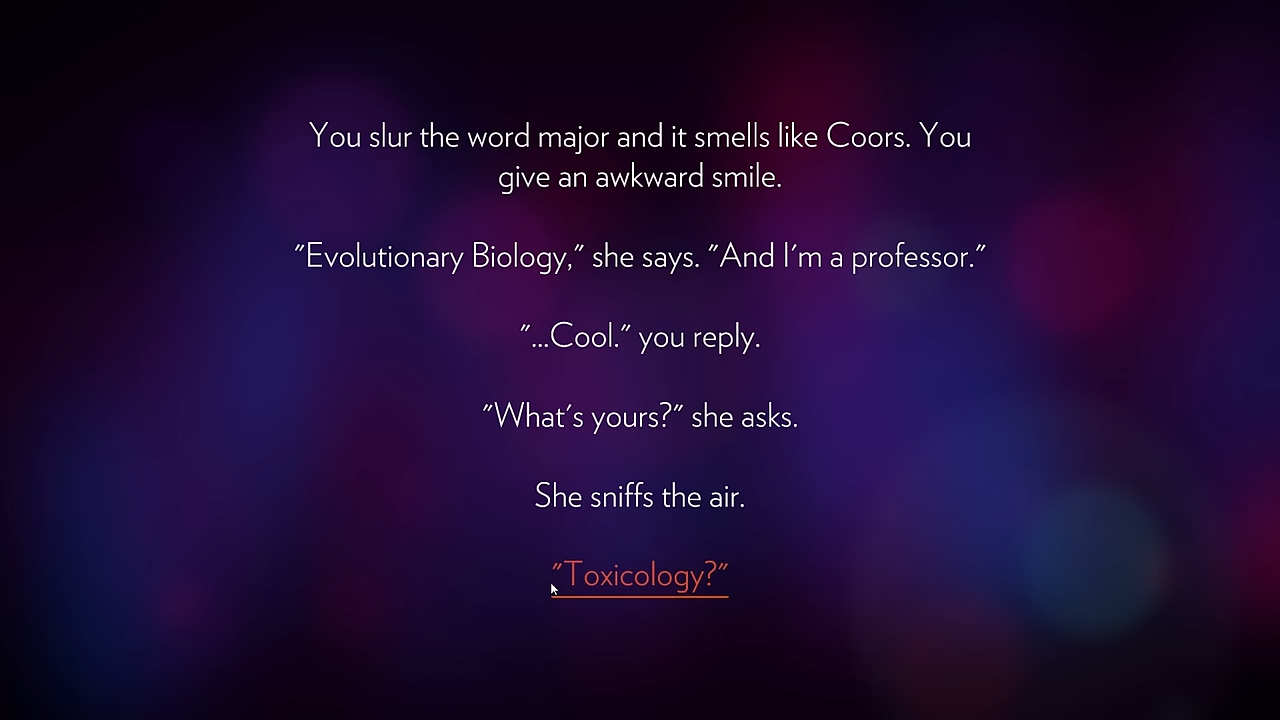 You slur the word major and it smells like Coors. You
give an awkward smile.
"Evolutionary Biology," she says. "And I'm a professor."
"...Cool." you reply.
"What's yours?" she asks.
She sniffs the air.
"Toxicology?"